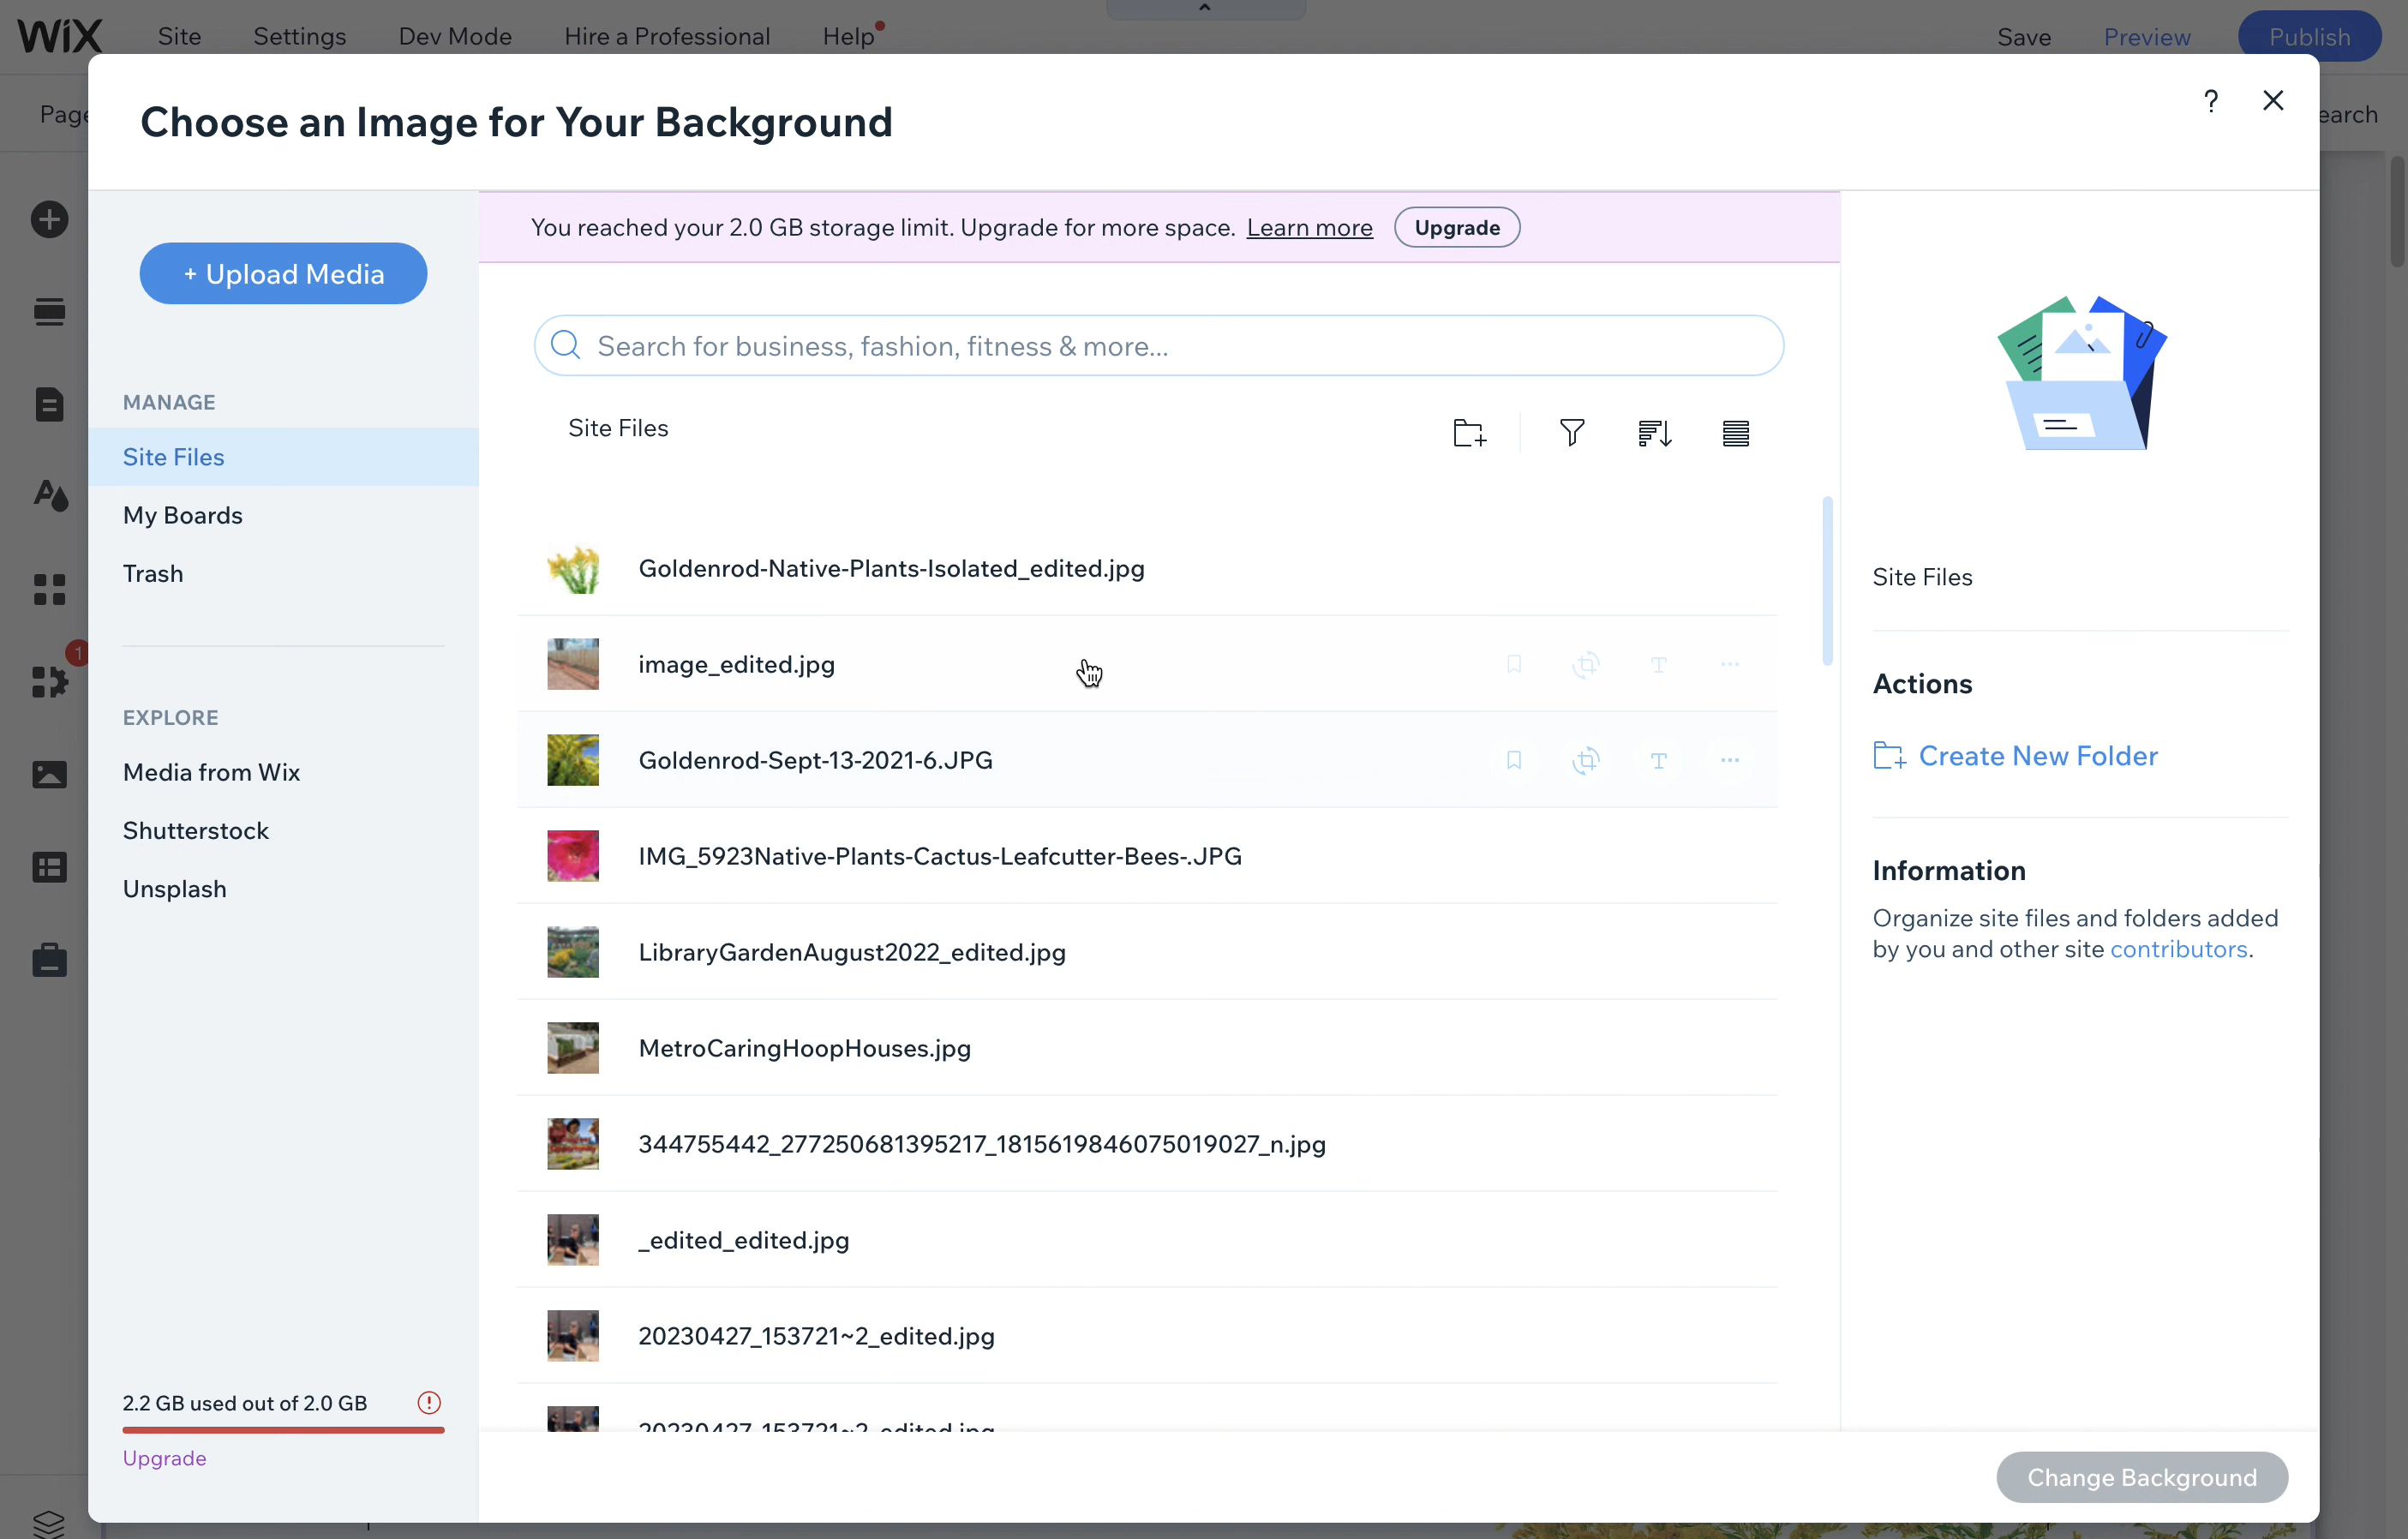 WiX
Site
Settings
Dev Mode
Hire a Professional
Help
Save
Preview
Publish
Page
earch
Choose an Image for Your Background
?
+ Upload Media
MANAGE
Site Files
My Boards
Trash
1
EXPLORE
Media from Wix
Shutterstock
Unsplash
2.2 GB used out of 2.0 GB
Upgrade
You reached your 2.0 GB storage limit. Upgrade for more space. Learn more Upgrade
Search for business, fashion, fitness & more...
Site Files
Goldenrod-Native-Plants-Isolated_edited.jpg
image_edited.jpg
Goldenrod-Sept-13-2021-6.JPG
IMG_5923Native-Plants-Cactus-Leafcutter-Bees-.JPG
LibraryGardenAugust2022_edited.jpg
MetroCaringHoopHouses.jpg
344755442_277250681395217_1815619846075019027_n.jpg
_edited_edited.jpg
20230427_153721~2_edited.jpg
20230427_153721~2_edited.jpg
Site Files
Actions
Create New Folder
Information
Organize site files and folders added
by you and other site contributors.
Change Background